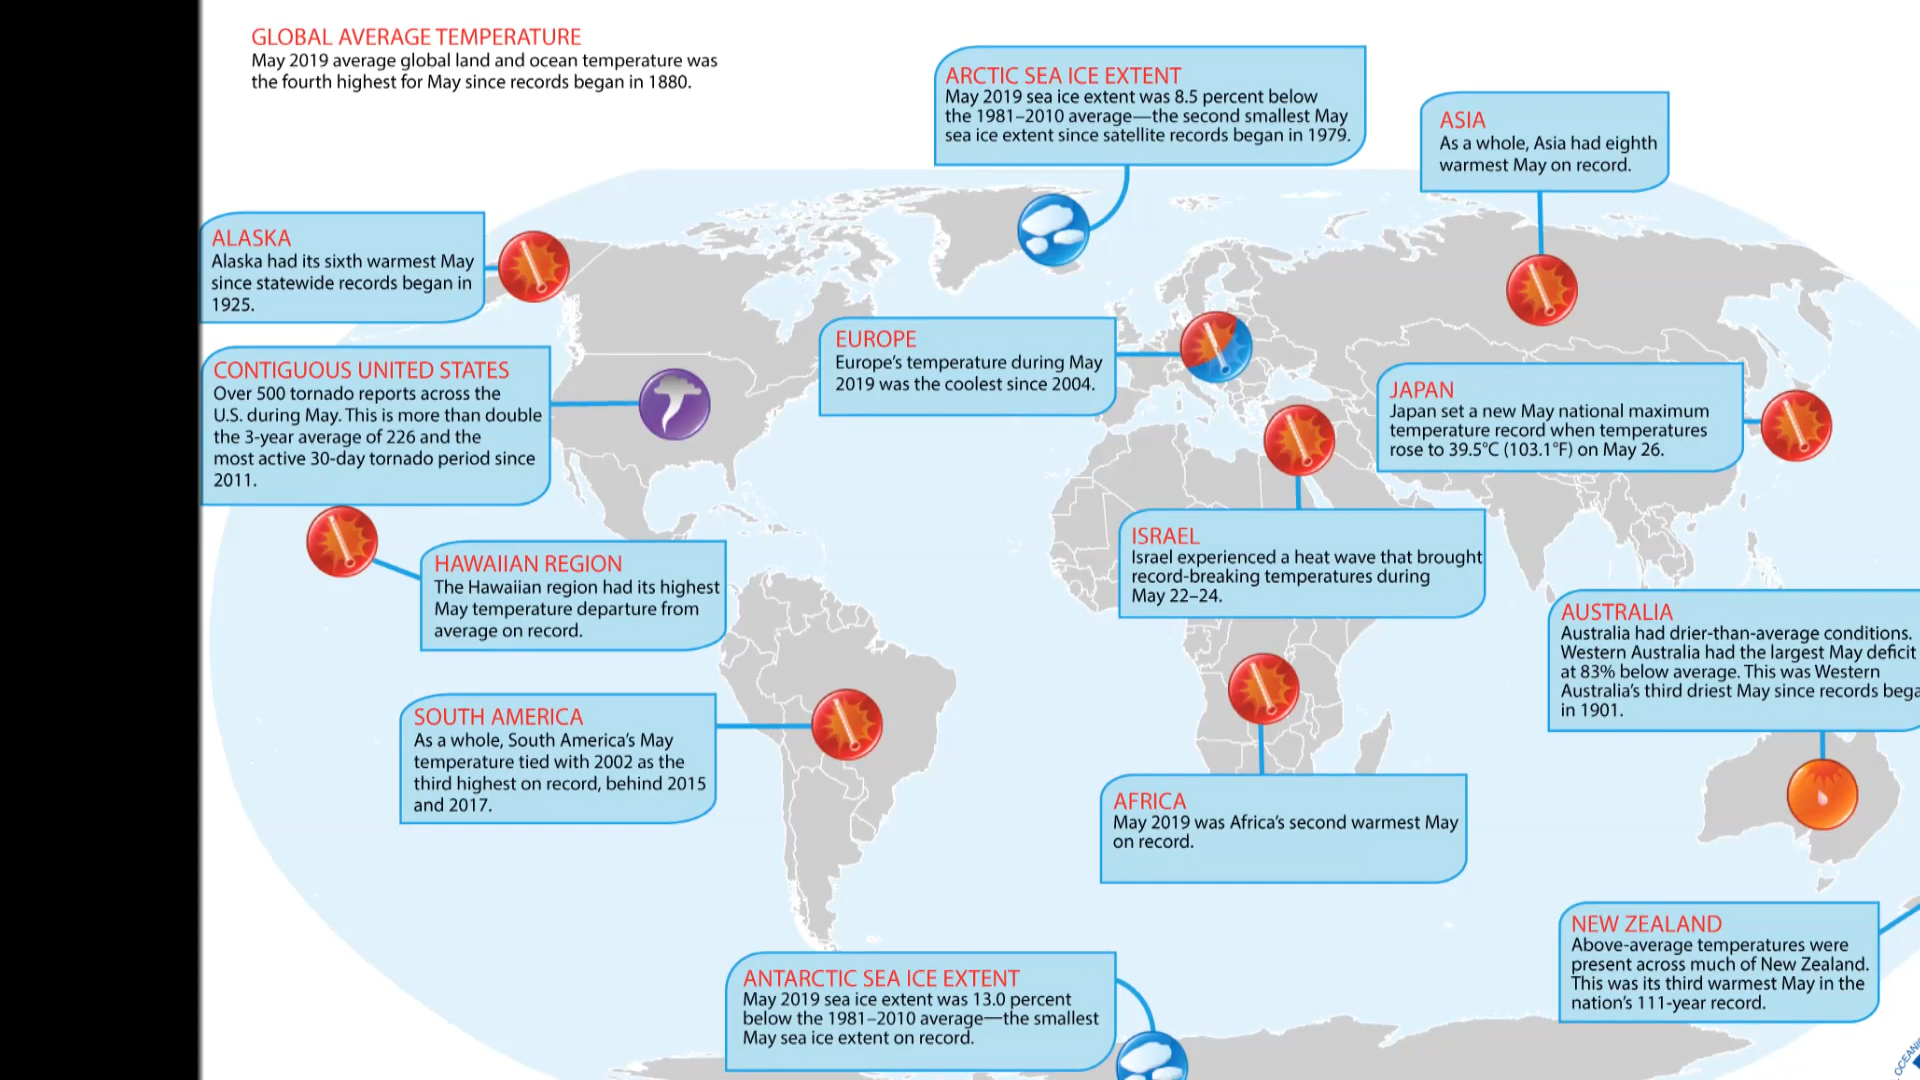 GLOBAL AVERAGE TEMPERATURE
May 2019 average global land and ocean temperature was
the fourth highest for May since records began in 1880.
ARCTIC SEA ICE EXTENT
May 2019 sea ice extent was 8.5 percent below
the 1981–2010 average—the second smallest May
sea ice extent since satellite records began in 1979.
ASIA
As a whole, Asia had eighth
warmest May on record.
ALASKA
Alaska had its sixth warmest May
since statewide records began in
1925.
EUROPE
Europe's temperature during May
2019 was the coolest since 2004.
CONTIGUOUS UNITED STATES
Over 500 tornado reports across the
U.S. during May. This is more than double
the 3-year average of 226 and the
most active 30-day tornado period since
2011.
JAPAN
Japan set a new May national maximum
temperature record when temperatures
rose to 39.5°C (103.1°F) on May 26.
ISRAEL
Israel experienced a heat wave that brought
record-breaking temperatures during
May 22–24.
HAWAIIAN REGION
The Hawaiian region had its highest
May temperature departure from
average on record.
AUSTRALIA
Australia had drier-than-average conditions.
Western Australia had the largest May deficit
at 83% below average. This was Western
Australia's third driest May since records bega
in 1901.
SOUTH AMERICA
As a whole, South America's May
temperature tied with 2002 as the
third highest on record, behind 2015
and 2017.
AFRICA
May 2019 was Africa's second warmest May
on record.
NEW ZEALAND
Above-average temperatures were
present across much of New Zealand.
This was its third warmest May in the
nation's 111-year record.
ANTARCTIC SEA ICE EXTENT
May 2019 sea ice extent was 13.0 percent
below the 1981–2010 average—the smallest
May sea ice extent on record.